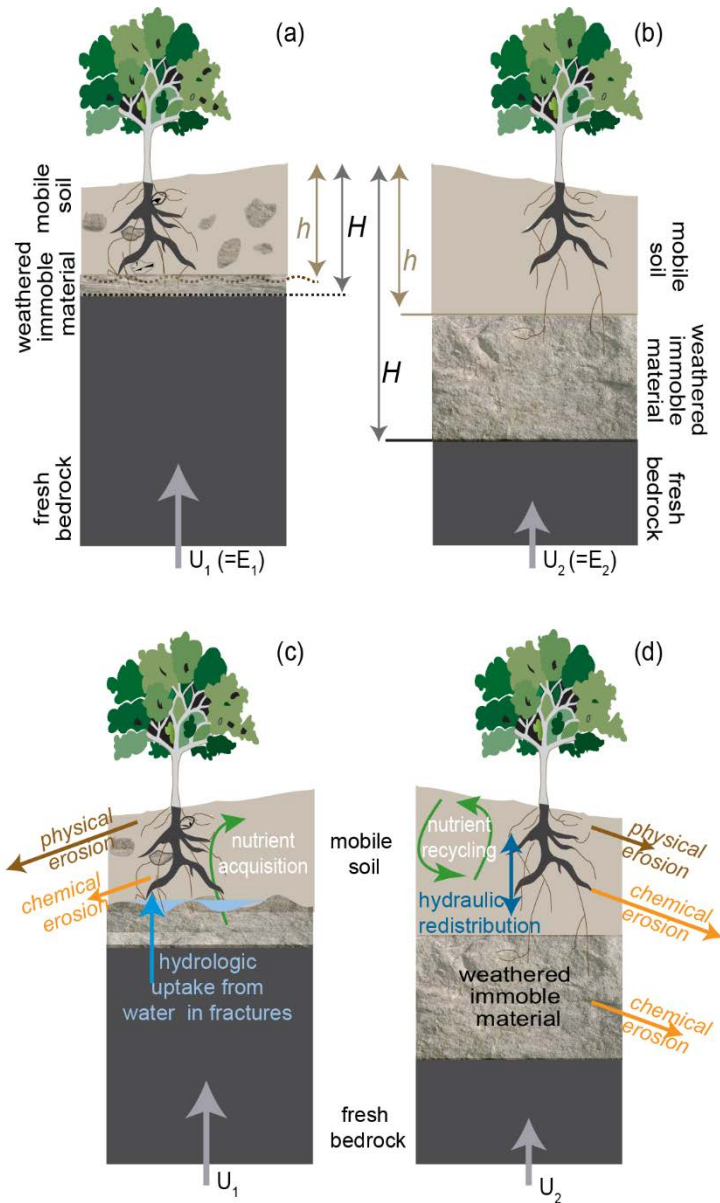 (a)
(b)
mobile
soil
weathered
immoble
material
fresh
bedrock
h
H
h
H
mobile
soil
weathered
immoble
material
fresh
bedrock
U1 (=E1)
U2 (=E2)
(c)
(d)
physical
erosion
chemical
erosion
nutrient
acquisition
hydrologic
uptake from
water in fractures
mobile
soil
fresh
bedrock
nutrient
recycling
hydraulic
redistribution
physical
erosion
chemical
erosion
weathered
immoble
material
chemical
erosion
U1
U2